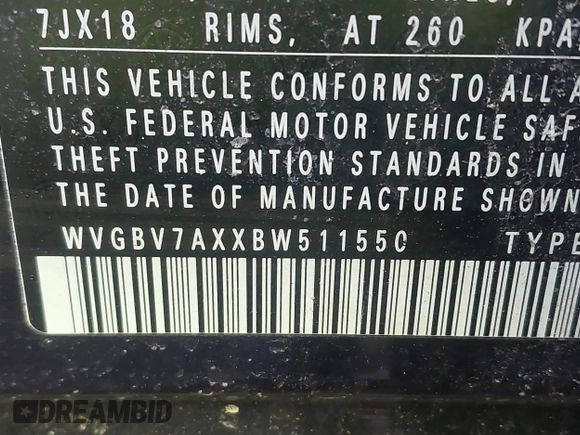 7JX18 RIMS, AT 260 KPA
THIS VEHICLE CONFORMS TO ALL A
U.S. FEDERAL MOTOR VEHICLE SAF
THEFT PREVENTION STANDARDS IN
THE DATE OF MANUFACTURE SHOWN
WVGBV7AXXBW511550 TYPE
DREAMBID